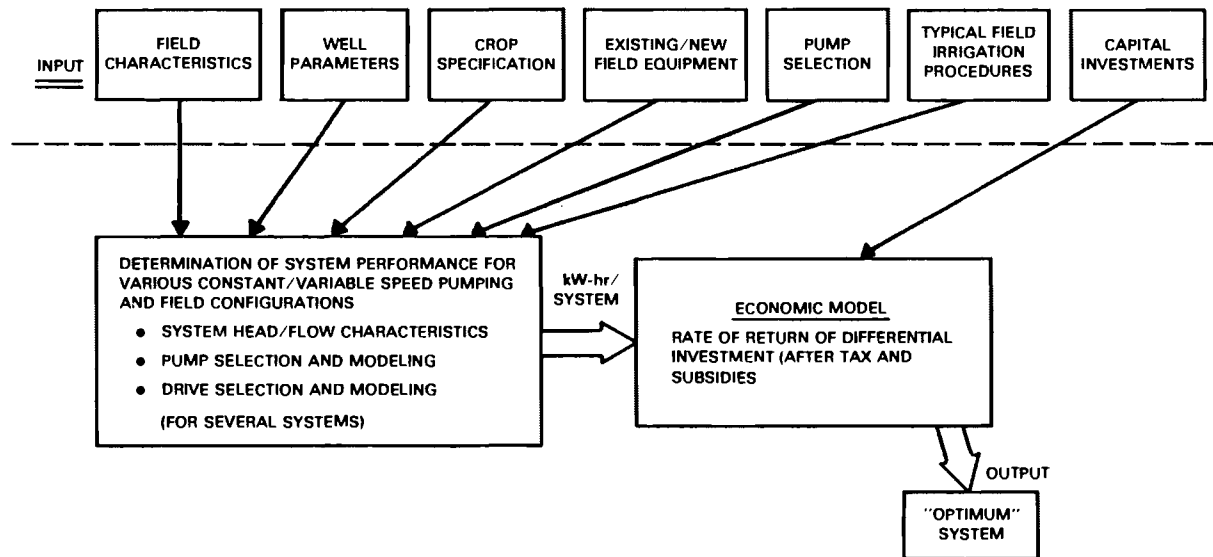 INPUT
FIELD
CHARACTERISTICS
WELL
PARAMETERS
CROP
SPECIFICATION
EXISTING/NEW
FIELD EQUIPMENT
PUMP
SELECTION
TYPICAL FIELD
IRRIGATION
PROCEDURES
CAPITAL
INVESTMENTS
DETERMINATION OF SYSTEM PERFORMANCE FOR
VARIOUS CONSTANT/VARIABLE SPEED PUMPING
AND FIELD CONFIGURATIONS
● SYSTEM HEAD/FLOW CHARACTERISTICS
● PUMP SELECTION AND MODELING
● DRIVE SELECTION AND MODELING
(FOR SEVERAL SYSTEMS)
kW-hr/
SYSTEM
ECONOMIC MODEL
RATE OF RETURN OF DIFFERENTIAL
INVESTMENT (AFTER TAX AND
SUBSIDIES
OUTPUT
"OPTIMUM"
SYSTEM